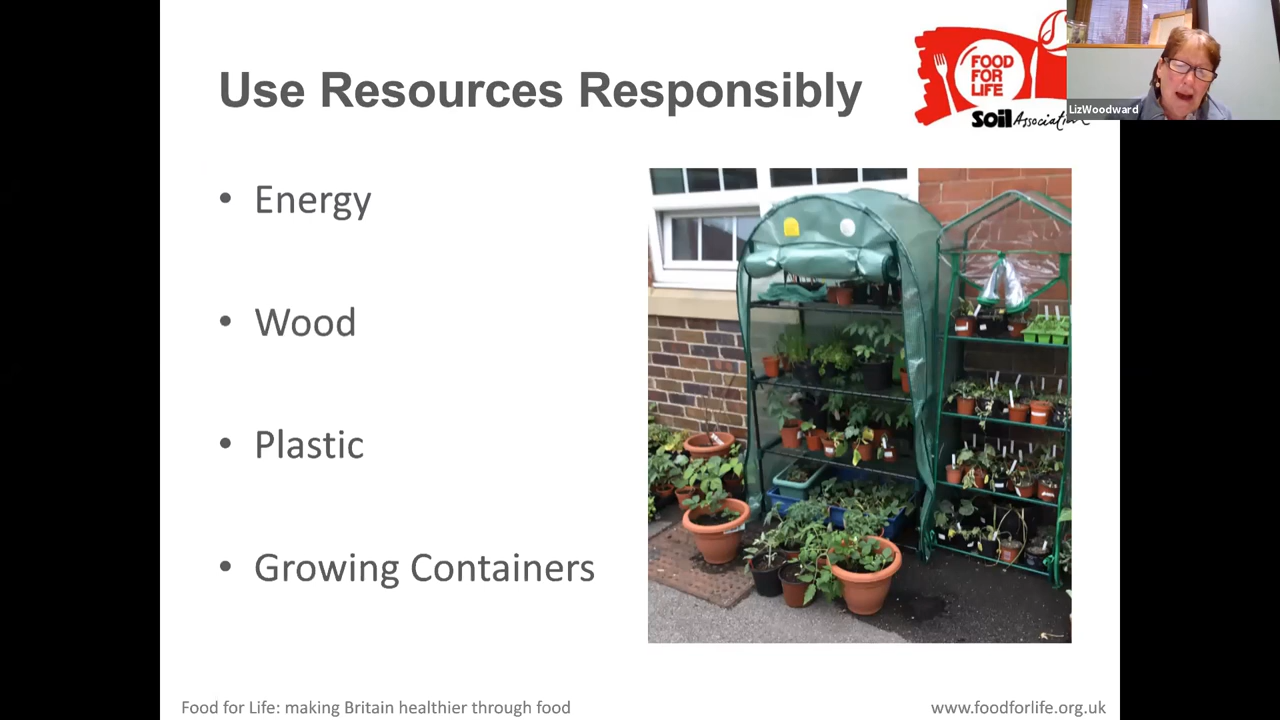 Use Resources Responsibly
FOOD
FOR
LIFE
Soil Association
LizWoodward
• Energy
• Wood
• Plastic
• Growing Containers
Food for Life: making Britain healthier through food
www.foodforlife.org.uk